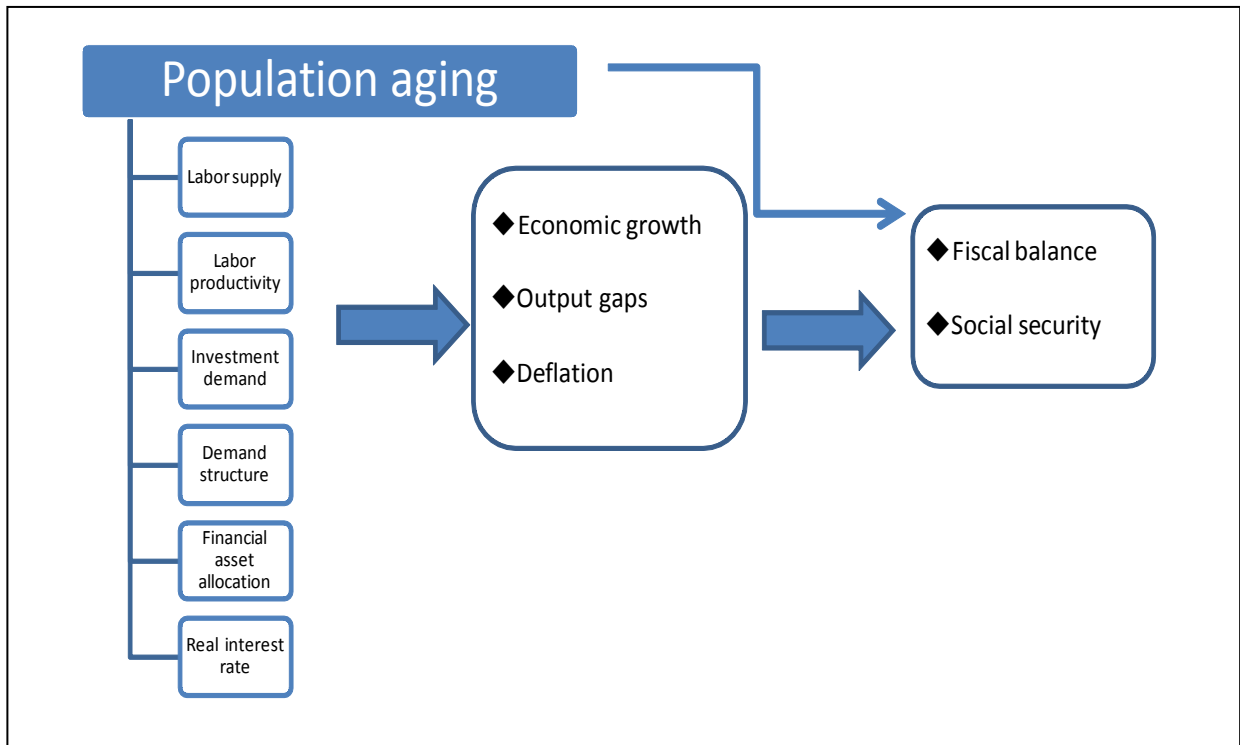 Population aging
Labor supply
Labor
productivity
Investment
demand
Demand
structure
Financial
asset
allocation
Real interest
rate
◆Economic growth
◆Output gaps
◆Deflation
◆Fiscal balance
◆Social security